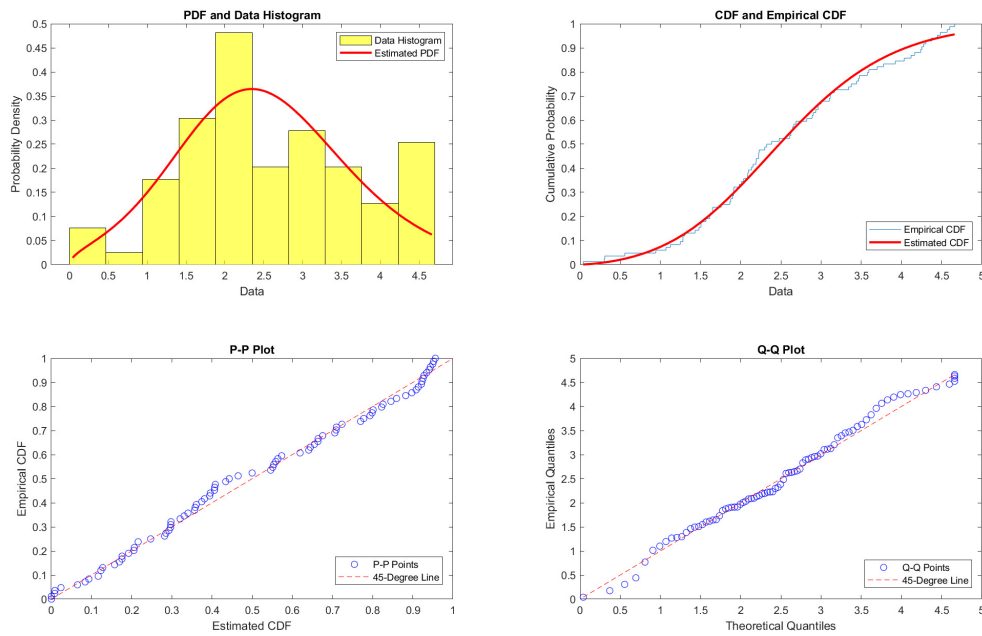 PDF and Data Histogram
Probability Density
0.5
0.45
0.4
0.35
0.3
0.25
0.2
0.15
0.1
0.05
0
Data Histogram
Estimated PDF
0 0.5 1 1.5 2 2.5 3 3.5 4 4.5
Data
CDF and Empirical CDF
Cumulative Probability
1
0.9
0.8
0.7
0.6
0.5
0.4
0.3
0.2
0.1
0
Empirical CDF
Estimated CDF
0 0.5 1 1.5 2 2.5 3 3.5 4 4.5 5
Data
P-P Plot
Empirical CDF
1
0.9
0.8
0.7
0.6
0.5
0.4
0.3
0.2
0.1
0
P-P Points
45-Degree Line
0 0.1 0.2 0.3 0.4 0.5 0.6 0.7 0.8 0.9 1
Estimated CDF
Q-Q Plot
Empirical Quantiles
5
4.5
4
3.5
3
2.5
2
1.5
1
0.5
0
Q-Q Points
45-Degree Line
0 0.5 1 1.5 2 2.5 3 3.5 4 4.5 5
Theoretical Quantiles